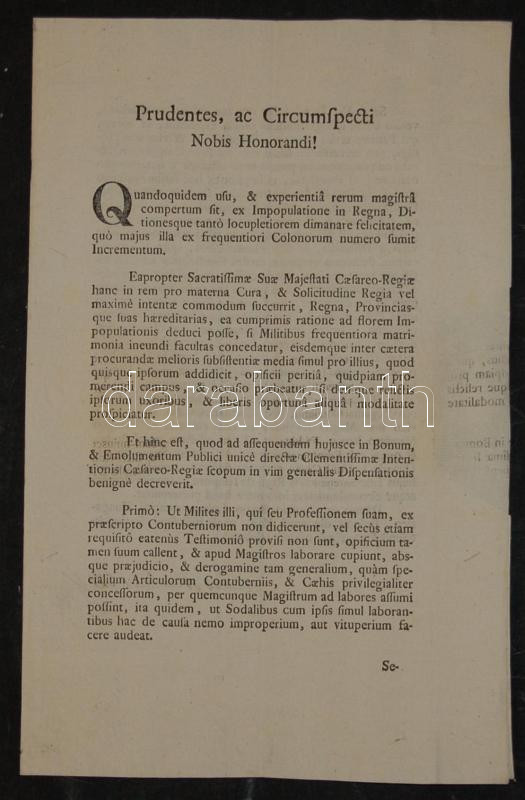 Prudentes, ac Circumſpecti
Nobis Honorandi!
Quandoquidem uſu, & experientiâ rerum magiſtrâ
compertum ſit, ex Impopulatione in Regna, Di-
tionesque tantò locupletiorem dimanare felicitatem,
quò majus illa ex frequentiori Colonorum numero ſumit
Incrementum.
Eapropter Sacratiſſimæ Suæ Majeſtati Cæſareo-Regiæ
hanc in rem pro materna Cura, & Solicitudine Regia vel
maximè intentæ commodum ſuccurrit, Regna, Provincias-
que ſuas hæreditarias, ea cumprimis ratione ad florem Im-
populationis deduci poſſe, ſi Militibus frequentiora matri-
monia ineundi facultas concedatur, eisdemque inter cætera
procurandæ melioris ſubſiſtentiæ media ſimul pro illius, quod
quisque ipſorum addidicit, opificii peritiâ, quidpiam pro-
merendi campus, & occaſio præbeatur, ſi denique relictis
ipſorum uxoribus, & liberis oportunâ aliquâ modalitate
proſpiciatur.
Et hinc eſt, quod ad aſſequendum hujusce in Bonum,
& Emolumentum Publici unicè directæ Clementiſſimæ Inten-
tionis Cæſareo-Regiæ ſcopum in vim generalis Diſpenſationis
benignè decreverit.
Primò: Ut Milites illi, qui ſeu Profeſſionem ſuam, ex
præſcripto Contuberniorum non didicerunt, vel ſecùs etiam
requiſitô eatenùs Teſtimoniô proviſi non ſunt, opificium ta-
men ſuum callent, & apud Magiſtros laborare cupiunt, abs-
que præjudicio, & derogamine tam generalium, quàm ſpe-
cialium Articulorum Contuberniis, & Cæhis privilegialiter
conceſſorum, per quemcunque Magiſtrum ad labores aſſumi
poſſint, ita quidem, ut Sodalibus cum ipſis ſimul laboran-
tibus hac de cauſa nemo improperium, aut vituperium fa-
cere audeat.
Se-
darabanth